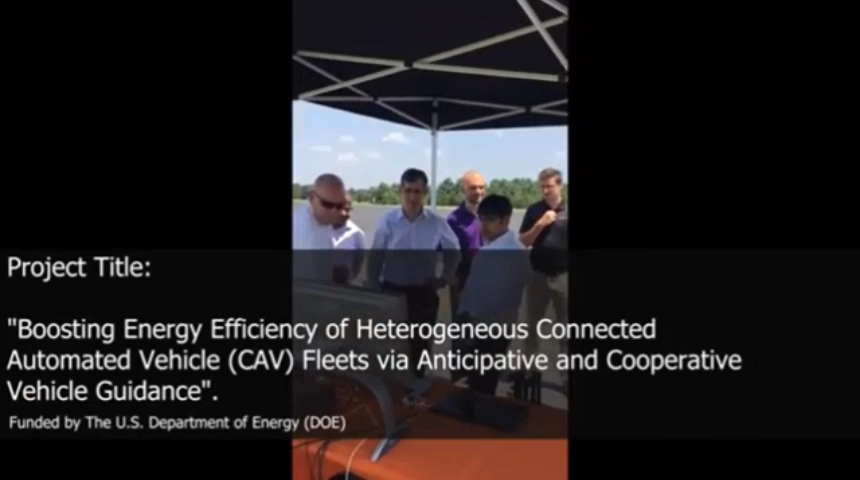 Project Title:
"Boosting Energy Efficiency of Heterogeneous Connected
Automated Vehicle (CAV) Fleets via Anticipative and Cooperative
Vehicle Guidance".
Funded by The U.S. Department of Energy (DOE)